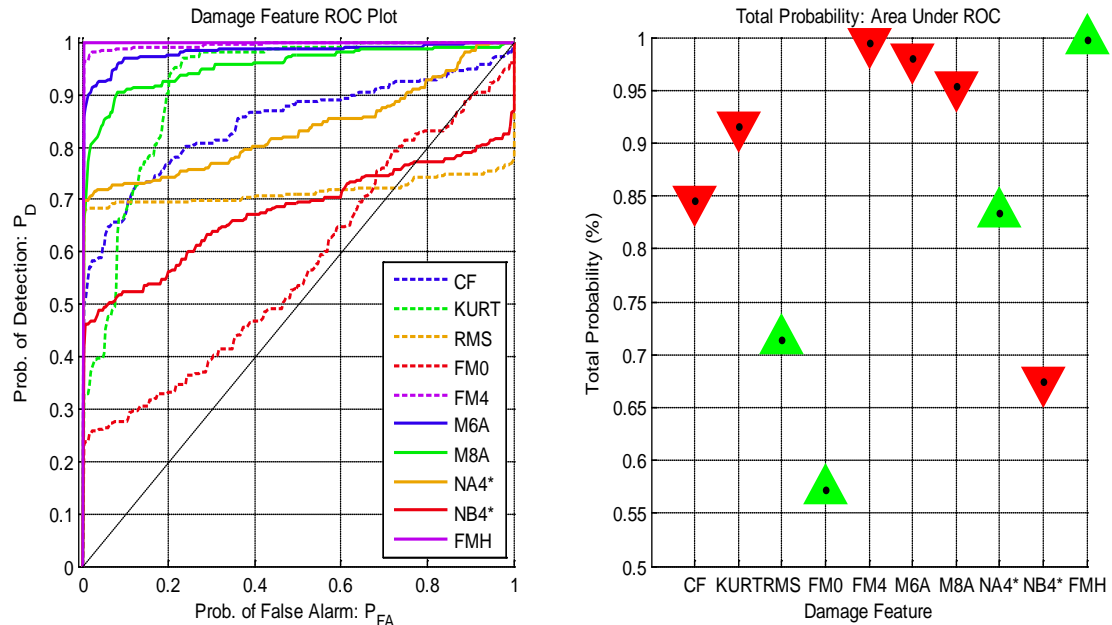 Damage Feature ROC Plot
1
0.9
0.8
0.7
0.6
0.5
0.4
0.3
0.2
0.1
0
Prob. of Detection: P_D
0
0.2
0.4
0.6
0.8
1
Prob. of False Alarm: P_FA
CF
KURT
RMS
FM0
FM4
M6A
M8A
NA4*
NB4*
FMH
Total Probability: Area Under ROC
1
0.95
0.9
0.85
0.8
0.75
0.7
0.65
0.6
0.55
0.5
Total Probability (%)
CF KURT RMS FM0 FM4 M6A M8A NA4* NB4* FMH
Damage Feature